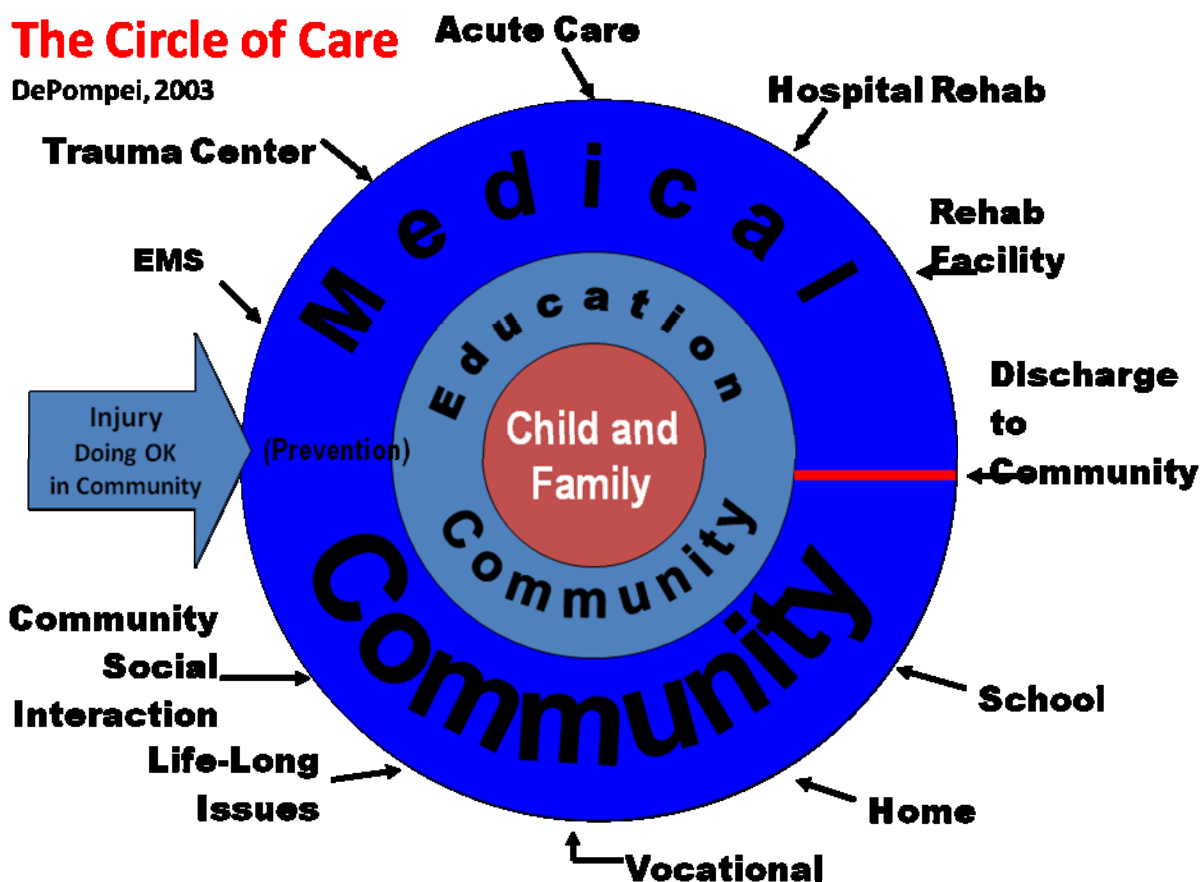 The Circle of Care
DePompei, 2003
Acute Care
Hospital Rehab
Trauma Center
Rehab
Facility
EMS
Medical
Education
Discharge
to
Community
Injury
Doing OK
in Community
(Prevention)
Child and
Family
Community
Community
Community
Social
Interaction
School
Life-Long
Issues
Home
Vocational